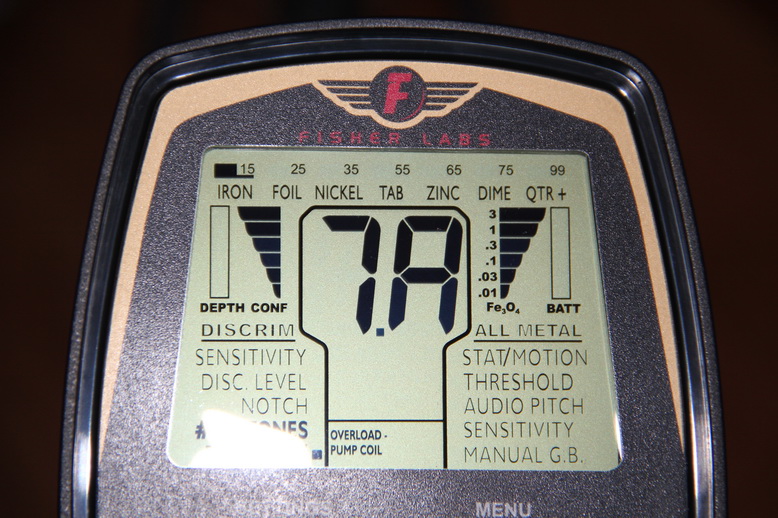 F
FISHER LABS
15 25 35 55 65 75 99
IRON FOIL NICKEL TAB ZINC DIME QTR +
7.A
3
1
.3
.1
.03
.01
DEPTH CONF
Fe3O4 BATT
DISCRIM
SENSITIVITY
DISC. LEVEL
NOTCH
ALL METAL
STAT/MOTION
THRESHOLD
AUDIO PITCH
SENSITIVITY
MANUAL G.B.
OVERLOAD -
PUMP COIL
MENU